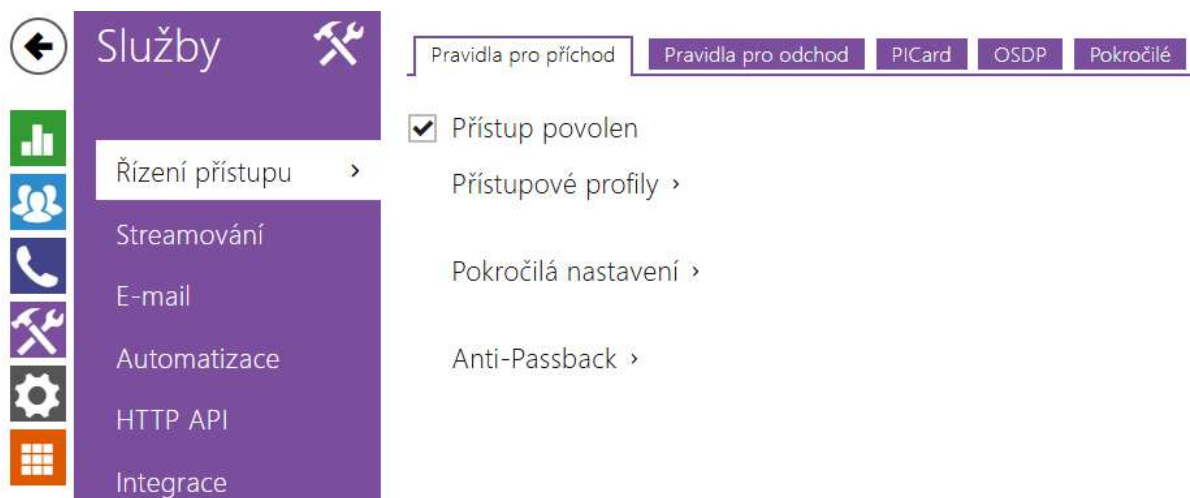 Služby
Řízení přístupu
Streamování
E-mail
Automatizace
HTTP API
Integrace
Pravidla pro příchod
Pravidla pro odchod
PICard
OSDP
Pokročilé
Přístup povolen
Přístupové profily
Pokročilá nastavení
Anti-Passback